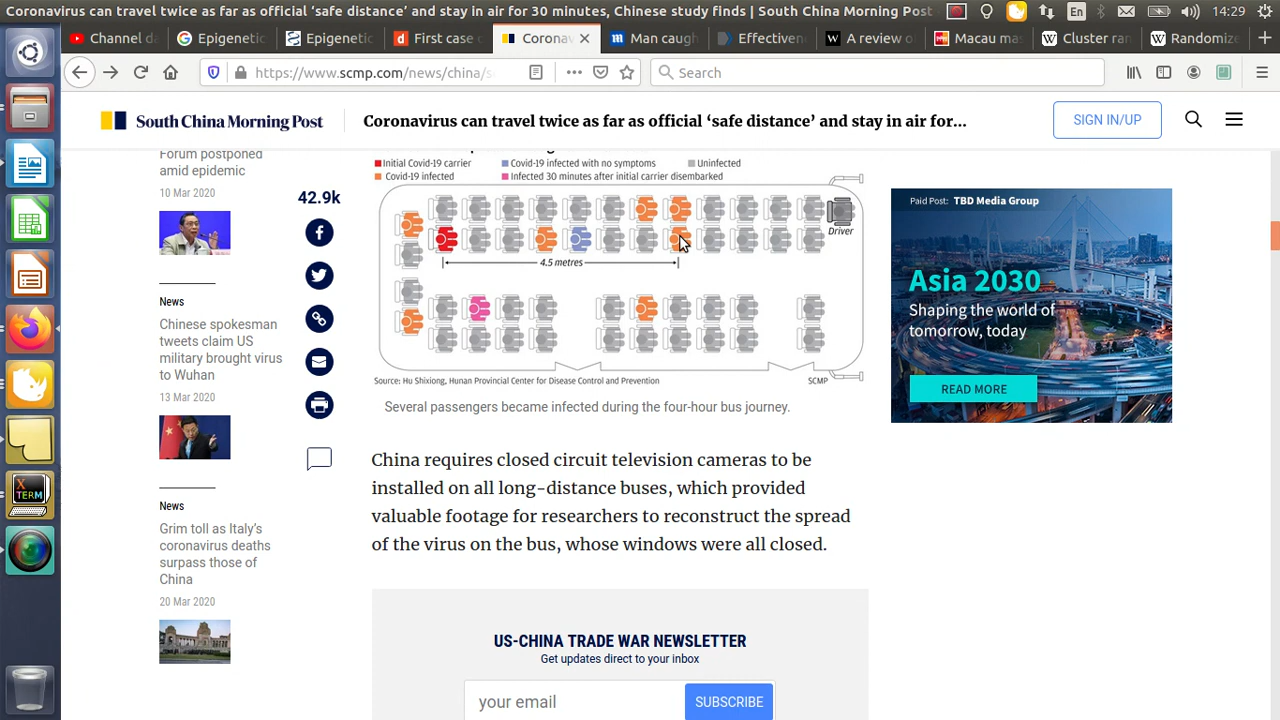 Coronavirus can travel twice as far as official ‘safe distance’ and stay in air for 30 minutes, Chinese study finds | South China Morning Post
En
14:29
Channel da
Epigenetic
Epigenetic
First case
Corona
Man caugh
Effectiven
A review o
Macau ma
Cluster ran
Randomize
https://www.scmp.com/news/china/s
Search
South China Morning Post
Coronavirus can travel twice as far as official ‘safe distance’ and stay in air for...
SIGN IN/UP
Forum postponed
amid epidemic
10 Mar 2020
News
Chinese spokesman
tweets claim US
military brought virus
to Wuhan
13 Mar 2020
News
Grim toll as Italy’s
coronavirus deaths
surpass those of
China
20 Mar 2020
42.9k
Initial Covid-19 carrier
Covid-19 infected with no symptoms
Uninfected
Covid-19 infected
Infected 30 minutes after initial carrier disembarked
Driver
4.5 metres
Source: Hu Shixiong, Hunan Provincial Center for Disease Control and Prevention
SCMP
Several passengers became infected during the four-hour bus journey.
China requires closed circuit television cameras to be
installed on all long-distance buses, which provided
valuable footage for researchers to reconstruct the spread
of the virus on the bus, whose windows were all closed.
US-CHINA TRADE WAR NEWSLETTER
Get updates direct to your inbox
your email
SUBSCRIBE
Paid Post: TBD Media Group
Asia 2030
Shaping the world of
tomorrow, today
READ MORE
X
TERM